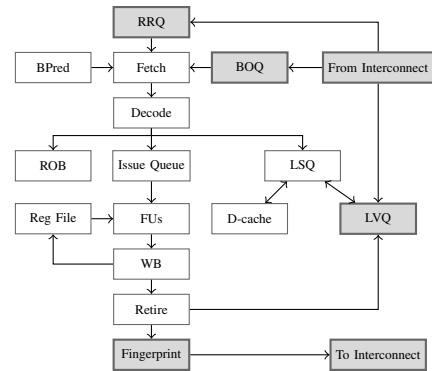 RRQ
BPred
Fetch
BOQ
From Interconnect
Decode
ROB
Issue Queue
LSQ
Reg File
FUs
D-cache
LVQ
WB
Retire
Fingerprint
To Interconnect